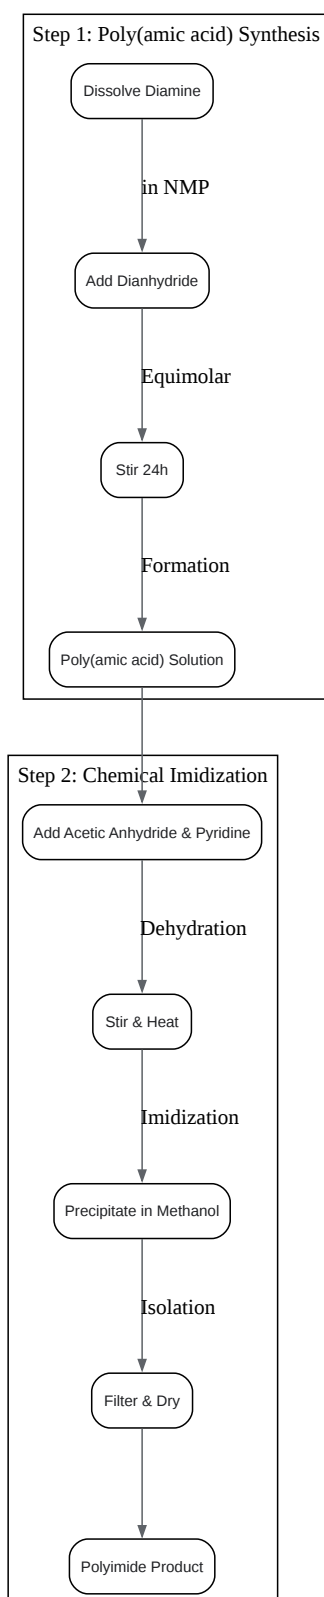 Step 1: Poly(amic acid) Synthesis
Dissolve Diamine
in NMP
Add Dianhydride
Equimolar
Stir 24h
Formation
Poly(amic acid) Solution
Step 2: Chemical Imidization
Add Acetic Anhydride & Pyridine
Dehydration
Stir & Heat
Imidization
Precipitate in Methanol
Isolation
Filter & Dry
Polyimide Product